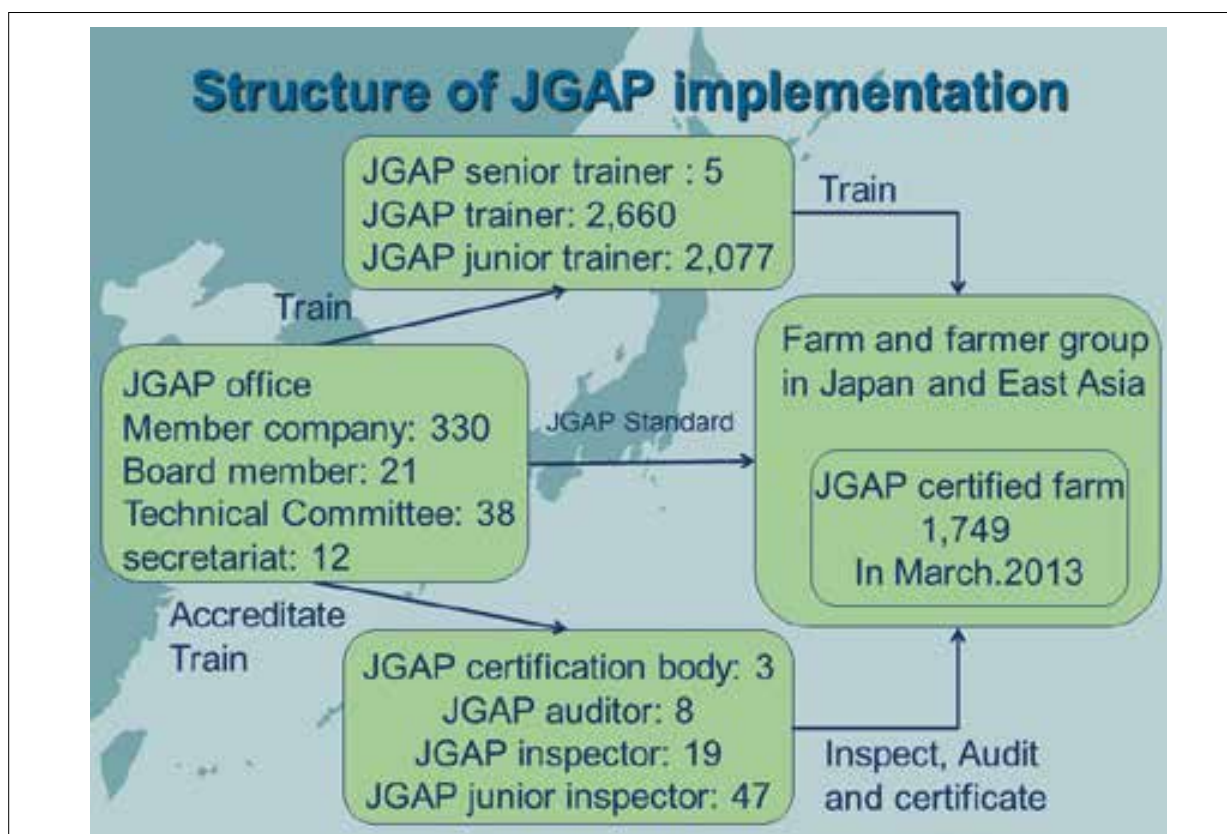 Structure of JGAP implementation
JGAP senior trainer : 5
JGAP trainer: 2,660
JGAP junior trainer: 2,077
Train
Train
JGAP office
Member company: 330
Board member: 21
Technical Committee: 38
secretariat: 12
JGAP Standard
Farm and farmer group
in Japan and East Asia
JGAP certified farm
1,749
In March.2013
Accreditate
Train
JGAP certification body: 3
JGAP auditor: 8
JGAP inspector: 19
JGAP junior inspector: 47
Inspect, Audit
and certificate